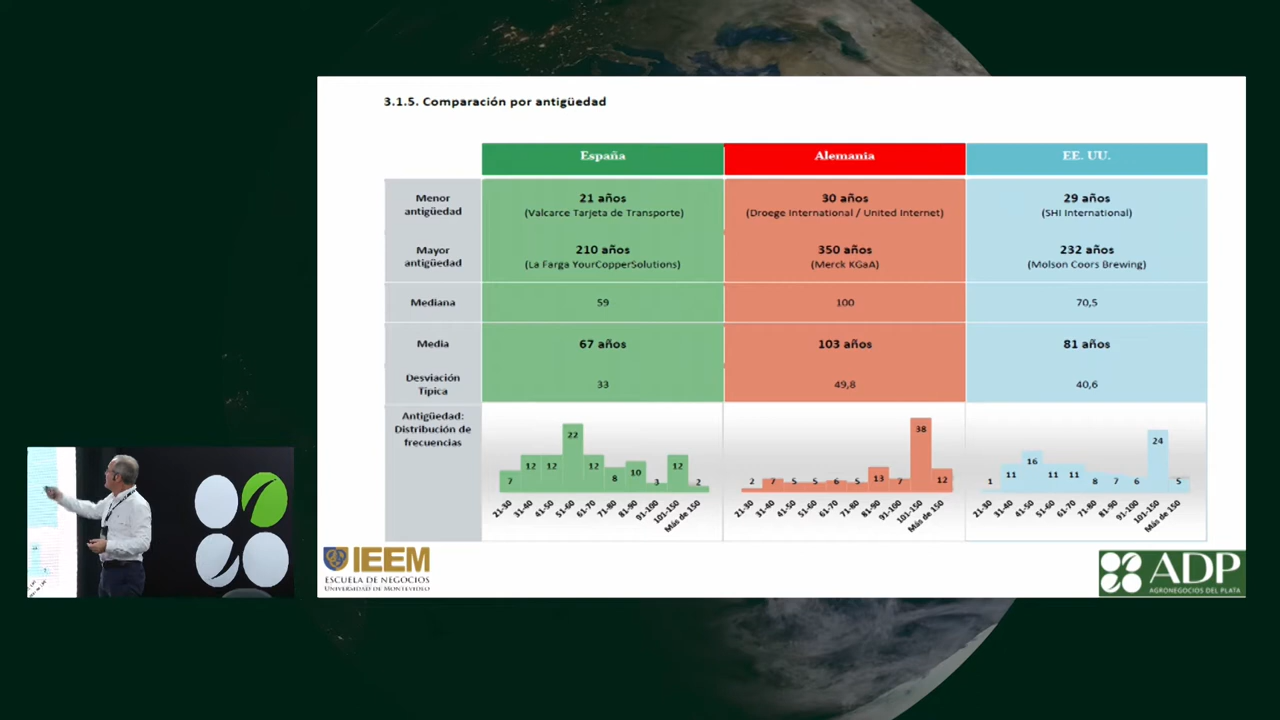 3.1.5. Comparación por antigüedad
España
Alemania
EE. UU.
Menor
antigüedad
21 años
(Valcarce Tarjeta de Transporte)
30 años
(Droege International / United Internet)
29 años
(SHI International)
Mayor
antigüedad
210 años
(La Farga YourCopperSolutions)
350 años
(Merck KGaA)
232 años
(Molson Coors Brewing)
Mediana
59
100
70,5
Media
67 años
103 años
81 años
Desviación
Típica
33
49,8
40,6
Antigüedad:
Distribución de
frecuencias
7
12
12
22
12
8
10
3
12
2
21-30
31-40
41-50
51-60
61-70
71-80
81-90
91-100
101-150
Más de 150
2
7
5
5
6
5
13
7
38
12
21-30
31-40
41-50
51-60
61-70
71-80
81-90
91-100
101-150
Más de 150
1
11
16
11
11
8
7
6
24
5
21-30
31-40
41-50
51-60
61-70
71-80
81-90
91-100
101-150
Más de 150
IEEM
ESCUELA DE NEGOCIOS
UNIVERSIDAD DE MONTEVIDEO
ADP
AGRONEGOCIOS DEL PLATA